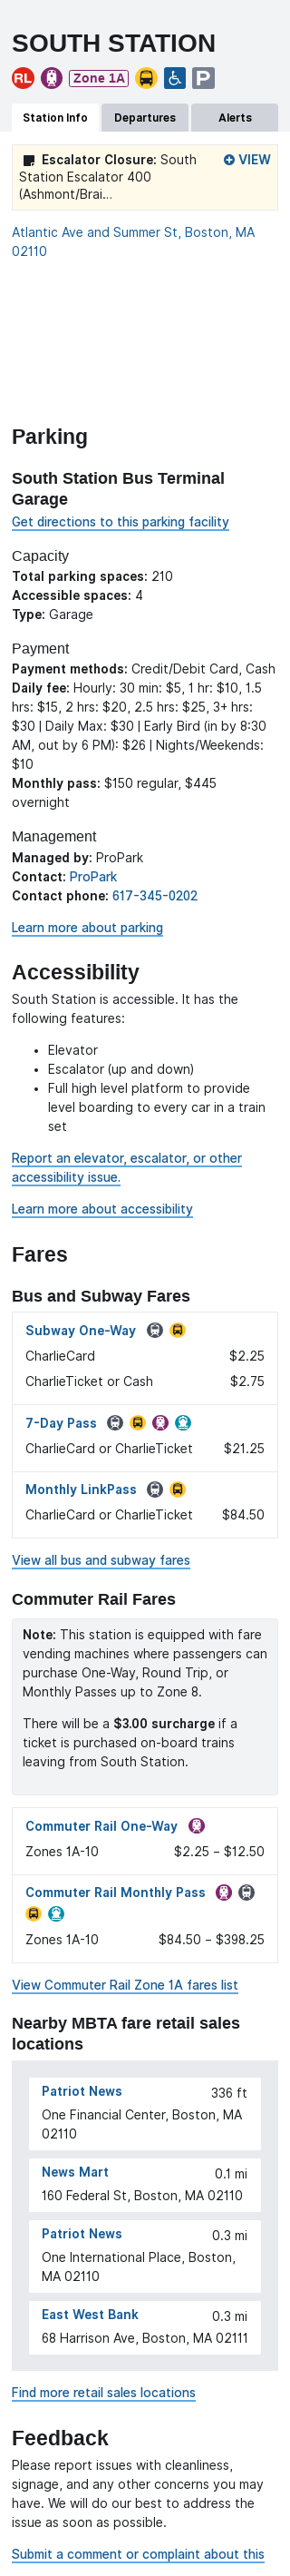 SOUTH STATION
RL Zone 1A P
Station Info Departures Alerts
Escalator Closure: South VIEW
Station Escalator 400
(Ashmont/Brai...
Atlantic Ave and Summer St, Boston, MA
02110
Parking
South Station Bus Terminal
Garage
Get directions to this parking facility
Capacity
Total parking spaces: 210
Accessible spaces: 4
Type: Garage
Payment
Payment methods: Credit/Debit Card, Cash
Daily fee: Hourly: 30 min: $5, 1 hr: $10, 1.5
hrs: $15, 2 hrs: $20, 2.5 hrs: $25, 3+ hrs:
$30 | Daily Max: $30 | Early Bird (in by 8:30
AM, out by 6 PM): $26 | Nights/Weekends:
$10
Monthly pass: $150 regular, $445
overnight
Management
Managed by: ProPark
Contact: ProPark
Contact phone: 617-345-0202
Learn more about parking
Accessibility
South Station is accessible. It has the
following features:
• Elevator
• Escalator (up and down)
• Full high level platform to provide
level boarding to every car in a train
set
Report an elevator, escalator, or other
accessibility issue.
Learn more about accessibility
Fares
Bus and Subway Fares
Subway One-Way
CharlieCard $2.25
CharlieTicket or Cash $2.75
7-Day Pass
CharlieCard or CharlieTicket $21.25
Monthly LinkPass
CharlieCard or CharlieTicket $84.50
View all bus and subway fares
Commuter Rail Fares
Note: This station is equipped with fare
vending machines where passengers can
purchase One-Way, Round Trip, or
Monthly Passes up to Zone 8.
There will be a $3.00 surcharge if a
ticket is purchased on-board trains
leaving from South Station.
Commuter Rail One-Way
Zones 1A-10 $2.25 – $12.50
Commuter Rail Monthly Pass
Zones 1A-10 $84.50 – $398.25
View Commuter Rail Zone 1A fares list
Nearby MBTA fare retail sales
locations
Patriot News 336 ft
One Financial Center, Boston, MA
02110
News Mart 0.1 mi
160 Federal St, Boston, MA 02110
Patriot News 0.3 mi
One International Place, Boston,
MA 02110
East West Bank 0.3 mi
68 Harrison Ave, Boston, MA 02111
Find more retail sales locations
Feedback
Please report issues with cleanliness,
signage, and any other concerns you may
have. We will do our best to address the
issue as soon as possible.
Submit a comment or complaint about this